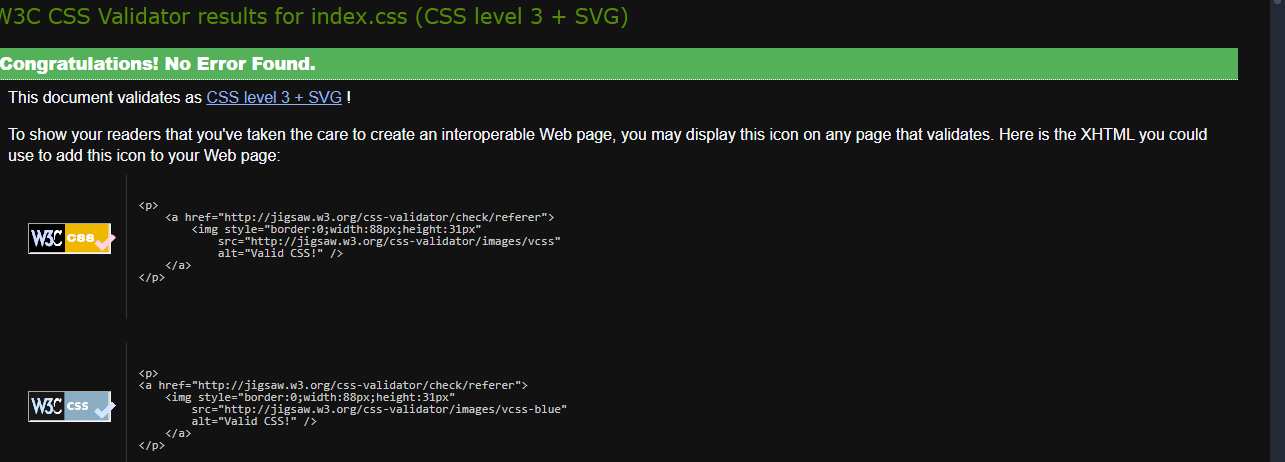 W3C CSS Validator results for index.css (CSS level 3 + SVG)
Congratulations! No Error Found.
This document validates as CSS level 3 + SVG !
To show your readers that you've taken the care to create an interoperable Web page, you may display this icon on any page that validates. Here is the XHTML you could
use to add this icon to your Web page:
<p>
    <a href="http://jigsaw.w3.org/css-validator/check/referer">
        <img style="border:0;width:88px;height:31px"
            src="http://jigsaw.w3.org/css-validator/images/vcss"
            alt="Valid CSS!" />
    </a>
</p>
W3C CSS
<p>
<a href="http://jigsaw.w3.org/css-validator/check/referer">
    <img style="border:0;width:88px;height:31px"
        src="http://jigsaw.w3.org/css-validator/images/vcss-blue"
        alt="Valid CSS!" />
    </a>
</p>
W3C CSS